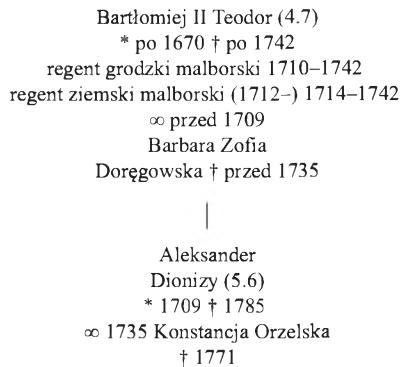 Bartłomiej II Teodor (4.7)
* po 1670 † po 1742
regent grodzki malborski 1710–1742
regent ziemski malborski (1712–) 1714–1742
∞ przed 1709
Barbara Zofia
Doręgowska † przed 1735
Aleksander
Dionizy (5.6)
* 1709 † 1785
∞ 1735 Konstancja Orzelska
† 1771